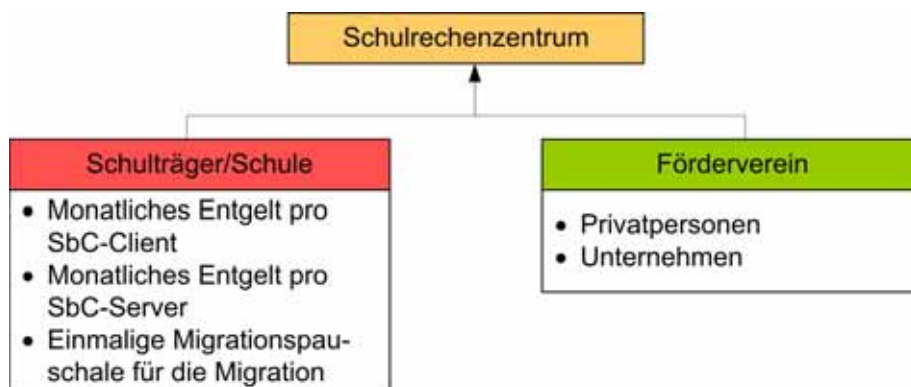 Schulrechenzentrum
Schulträger/Schule
• Monatliches Entgelt pro
SbC-Client
• Monatliches Entgelt pro
SbC-Server
• Einmalige Migrationspau-
schale für die Migration
Förderverein
• Privatpersonen
• Unternehmen